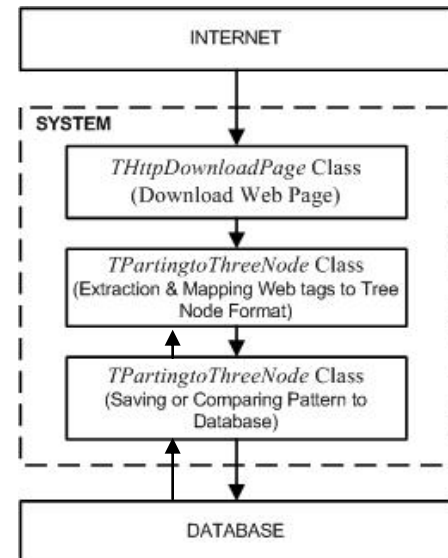 INTERNET
SYSTEM
THttpDownloadPage Class
(Download Web Page)
TPartingtoThreeNode Class
(Extraction & Mapping Web tags to Tree
Node Format)
TPartingtoThreeNode Class
(Saving or Comparing Pattern to
Database)
DATABASE